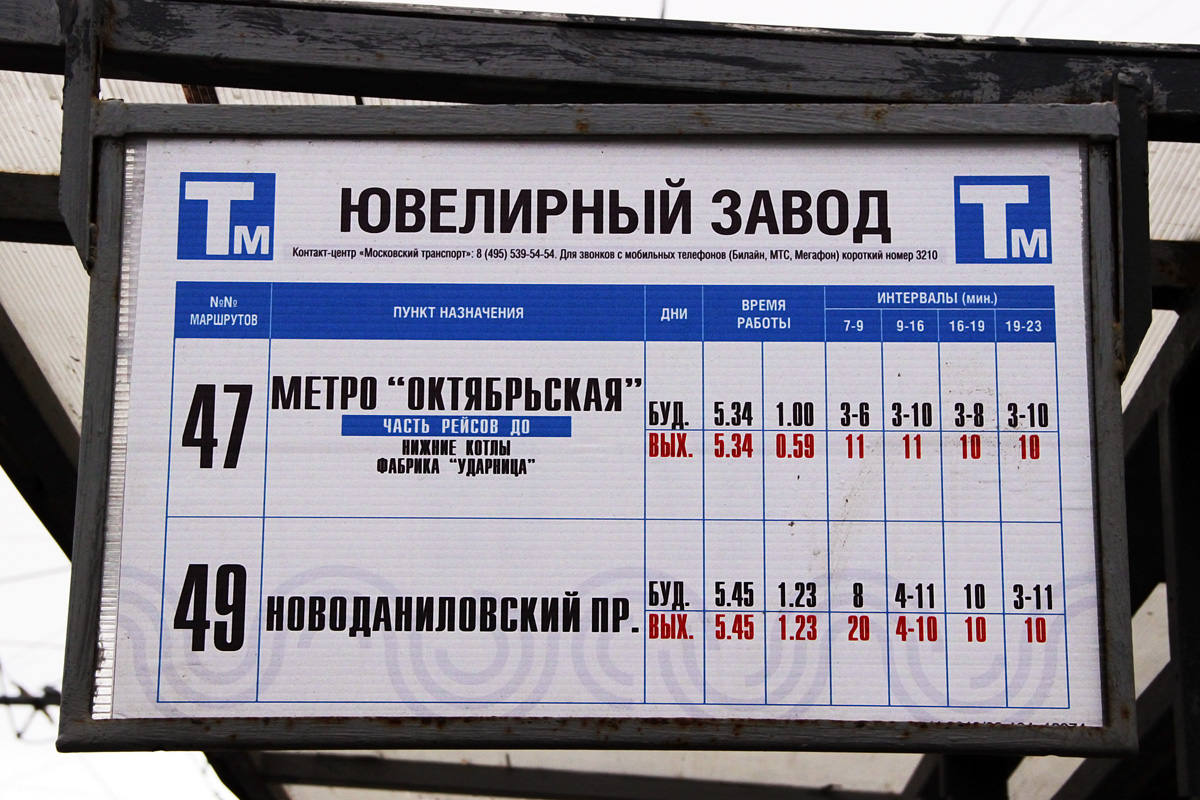 Тм
ЮВЕЛИРНЫЙ ЗАВОД
Тм
Контакт-центр «Московский транспорт»: 8 (495) 539-54-54. Для звонков с мобильных телефонов (Билайн, МТС, Мегафон) короткий номер 3210
№№ МАРШРУТОВ ПУНКТ НАЗНАЧЕНИЯ ДНИ ВРЕМЯ РАБОТЫ ИНТЕРВАЛЫ (мин.)
7-9 9-16 16-19 19-23
47 МЕТРО “ОКТЯБРЬСКАЯ”
ЧАСТЬ РЕЙСОВ ДО
НИЖНИЕ КОТЛЫ
ФАБРИКА “УДАРНИЦА”
БУД. 5.34 1.00 3-6 3-10 3-8 3-10
ВЫХ. 5.34 0.59 11 11 10 10
49 НОВОДАНИЛОВСКИЙ ПР.
БУД. 5.45 1.23 8 4-11 10 3-11
ВЫХ. 5.45 1.23 20 4-10 10 10